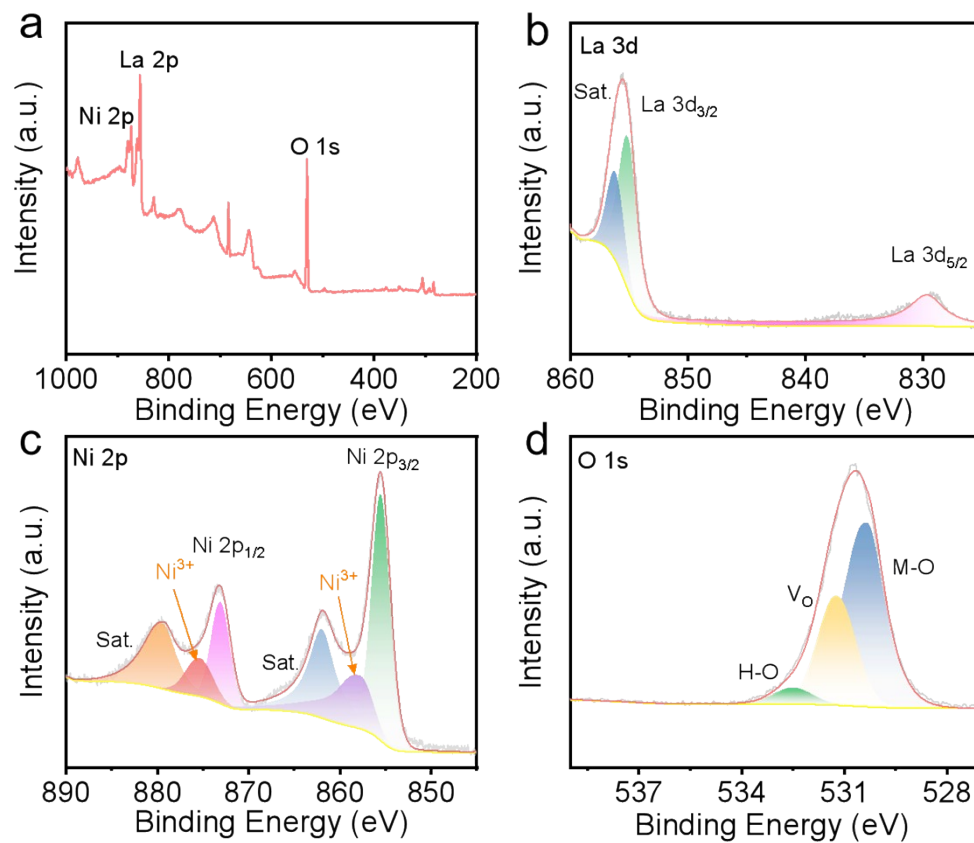 a
La 2p
Ni 2p
O 1s
Intensity (a.u.)
1000 800 600 400 200
Binding Energy (eV)
b
La 3d
Sat.
La 3d3/2
La 3d5/2
Intensity (a.u.)
860 850 840 830
Binding Energy (eV)
c
Ni 2p
Ni 2p3/2
Ni 2p1/2
Ni3+
Ni3+
Sat.
Sat.
Intensity (a.u.)
890 880 870 860 850
Binding Energy (eV)
d
O 1s
M-O
VO
H-O
Intensity (a.u.)
537 534 531 528
Binding Energy (eV)